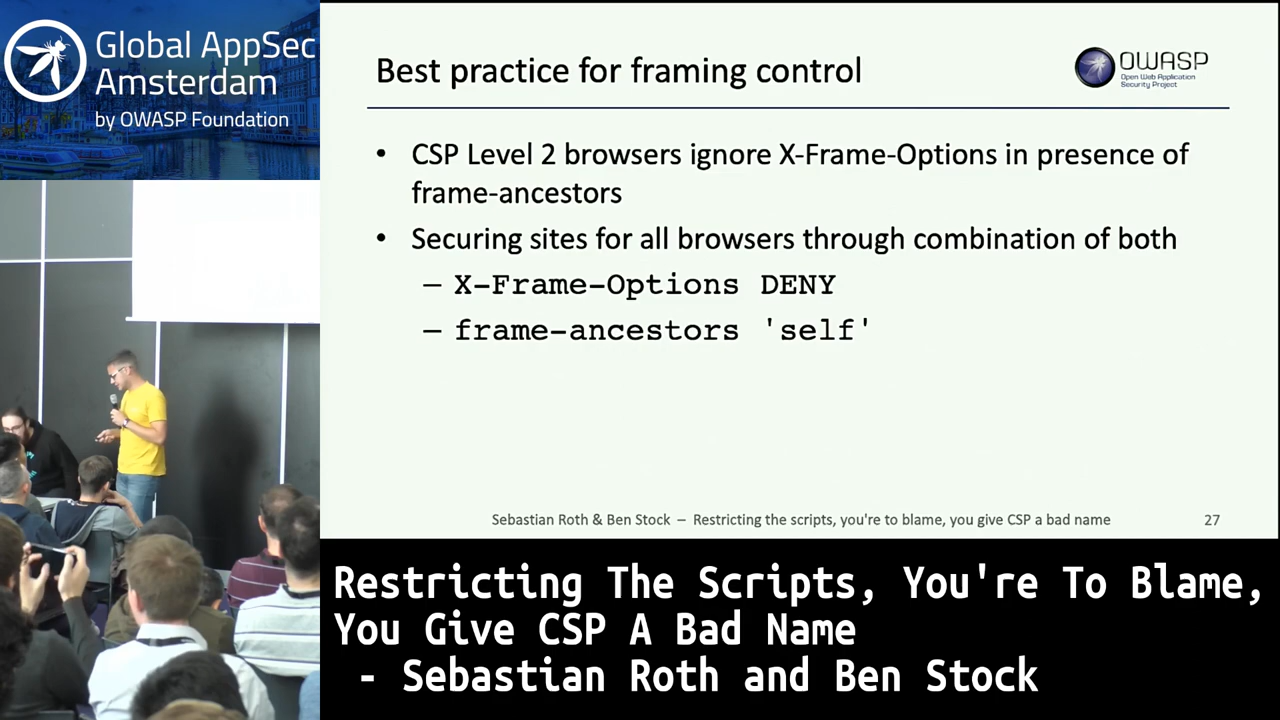 Global AppSec
Amsterdam
by OWASP Foundation
Best practice for framing control
OWASP
Open Web Application
Security Project
• CSP Level 2 browsers ignore X-Frame-Options in presence of
frame-ancestors
• Securing sites for all browsers through combination of both
– X-Frame-Options DENY
– frame-ancestors 'self'
Sebastian Roth & Ben Stock – Restricting the scripts, you're to blame, you give CSP a bad name
27
Restricting The Scripts, You're To Blame,
You Give CSP A Bad Name
- Sebastian Roth and Ben Stock